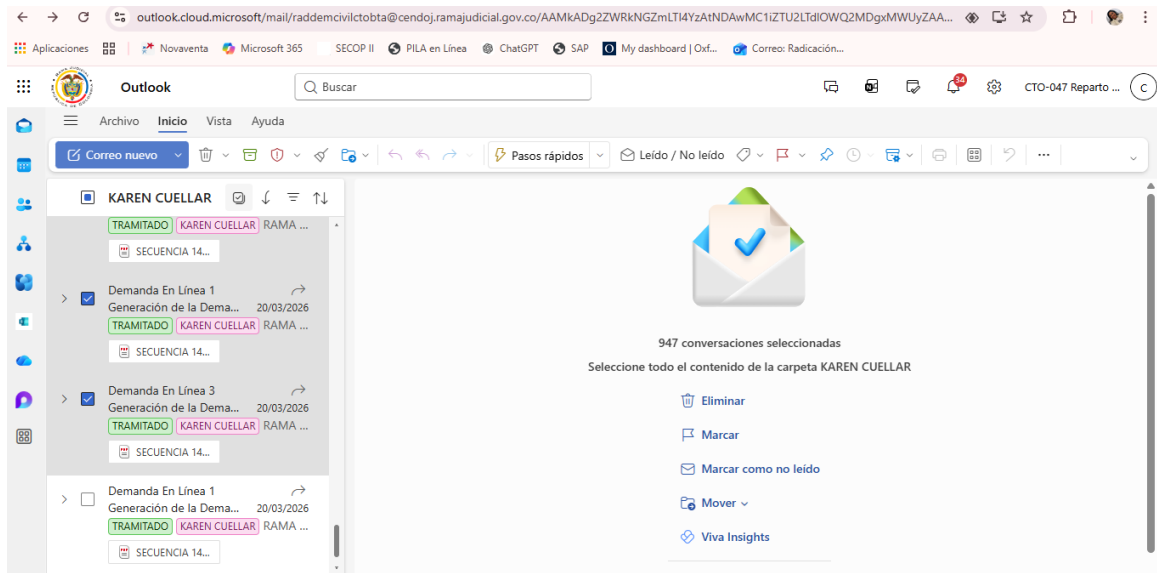 outlook.cloud.microsoft/mail/raddemcivilctobta@cendoj.ramajudicial.gov.co/AAMkADg2ZWRkNGZmLTI4YzAtNDAwMC1iZTU2LTdlOWQ2MDgxMWUyZAA...
Aplicaciones Novaventa Microsoft 365 SECOP II PILA en Línea ChatGPT SAP My dashboard | Oxf... Correo: Radicación...
Outlook Buscar 34 CTO-047 Reparto ... C
Archivo Inicio Vista Ayuda
Correo nuevo Pasos rápidos Leído / No leído
KAREN CUELLAR
TRAMITADO KAREN CUELLAR RAMA ...
SECUENCIA 14...
Demanda En Línea 1
Generación de la Dema... 20/03/2026
TRAMITADO KAREN CUELLAR RAMA ...
SECUENCIA 14...
Demanda En Línea 3
Generación de la Dema... 20/03/2026
TRAMITADO KAREN CUELLAR RAMA ...
SECUENCIA 14...
Demanda En Línea 1
Generación de la Dema... 20/03/2026
TRAMITADO KAREN CUELLAR RAMA ...
SECUENCIA 14...
947 conversaciones seleccionadas
Seleccione todo el contenido de la carpeta KAREN CUELLAR
Eliminar
Marcar
Marcar como no leído
Mover
Viva Insights